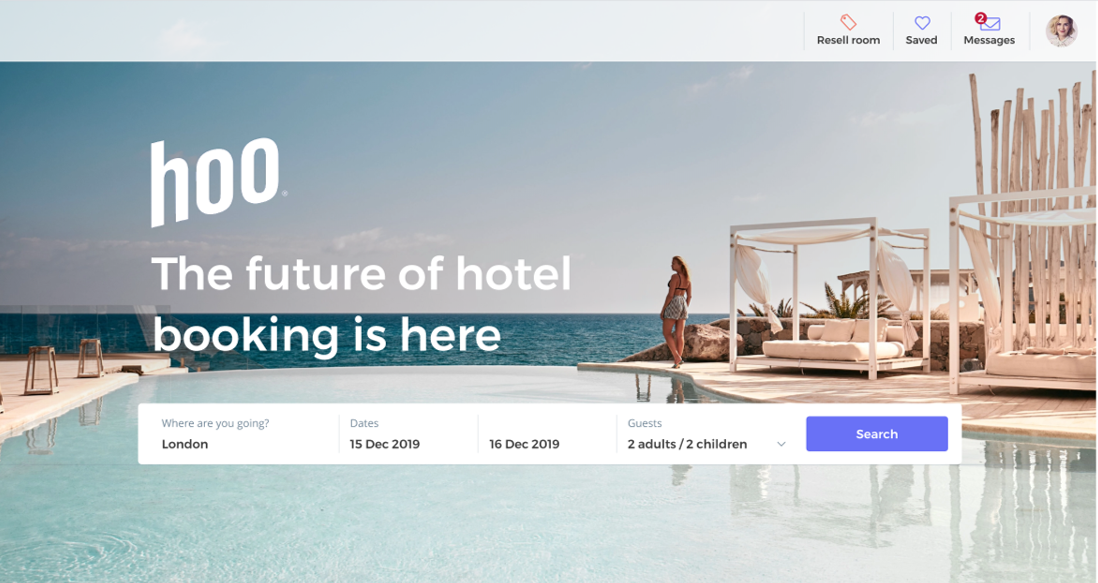 2
Resell room
Saved
Messages
hoo®
The future of hotel
booking is here
Where are you going?
Dates
Guests
London
15 Dec 2019
16 Dec 2019
2 adults / 2 children
Search